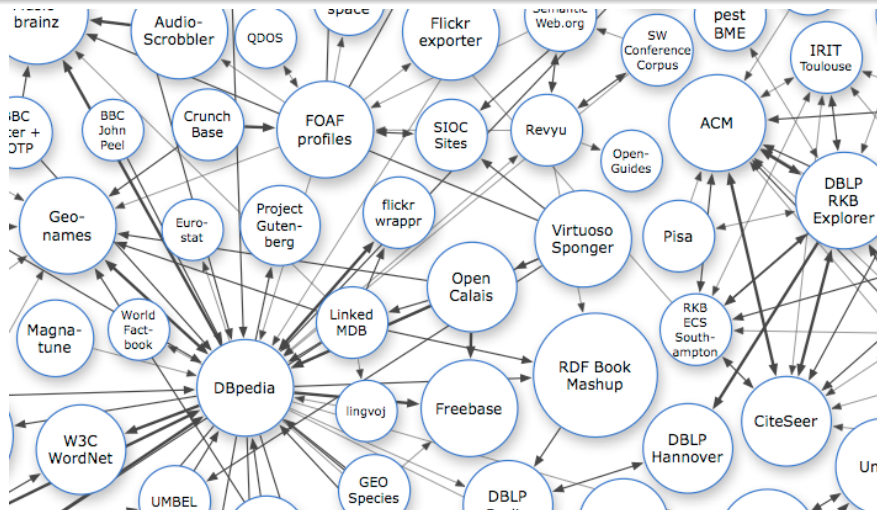 brainz
Audio-
Scrobbler
QDOS
space
Flickr
exporter
Web.org
SW
Conference
Corpus
pest
BME
IRIT
Toulouse
OTP
BBC
John
Peel
Crunch
Base
FOAF
profiles
SIOC
Sites
Revyu
Open-
Guides
ACM
DBLP
RKB
Explorer
Geo-
names
Euro-
stat
Project
Guten-
berg
flickr
wrappr
Virtuoso
Sponger
Pisa
Magna-
tune
World
Fact-
book
Linked
MDB
Open
Calais
RKB
ECS
South-
ampton
DBpedia
lingvoj
Freebase
RDF Book
Mashup
CiteSeer
W3C
WordNet
UMBEL
GEO
Species
DBLP
DBLP
Hannover
Un